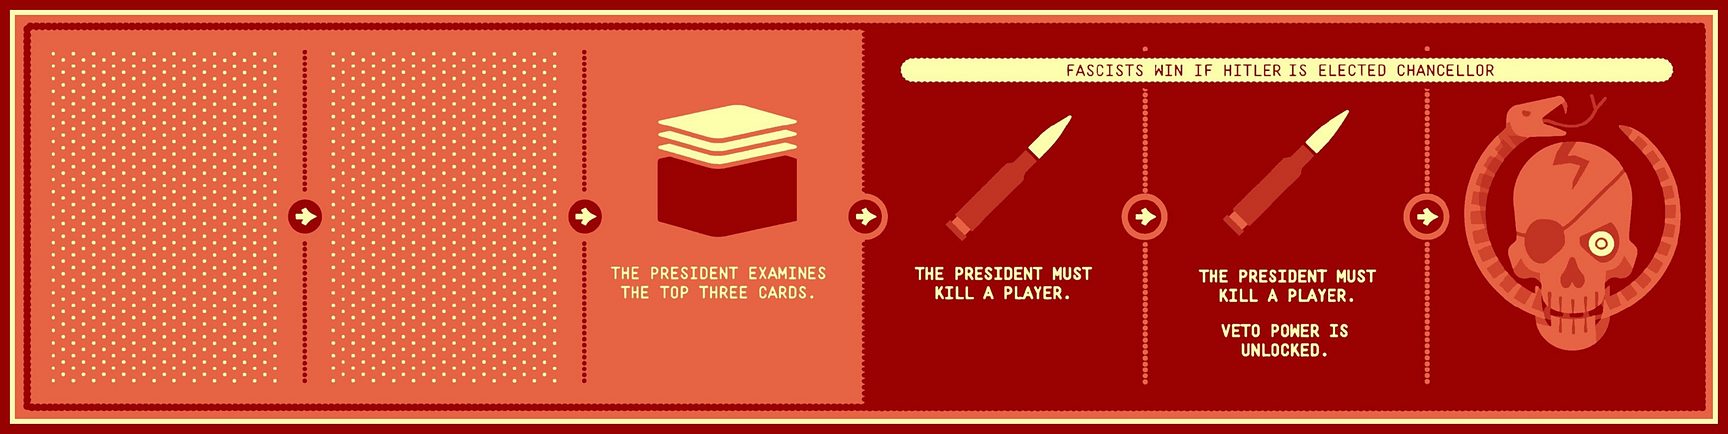 FASCISTS WIN IF HITLER IS ELECTED CHANCELLOR
THE PRESIDENT EXAMINES
THE TOP THREE CARDS.
THE PRESIDENT MUST
KILL A PLAYER.
THE PRESIDENT MUST
KILL A PLAYER.
VETO POWER IS
UNLOCKED.